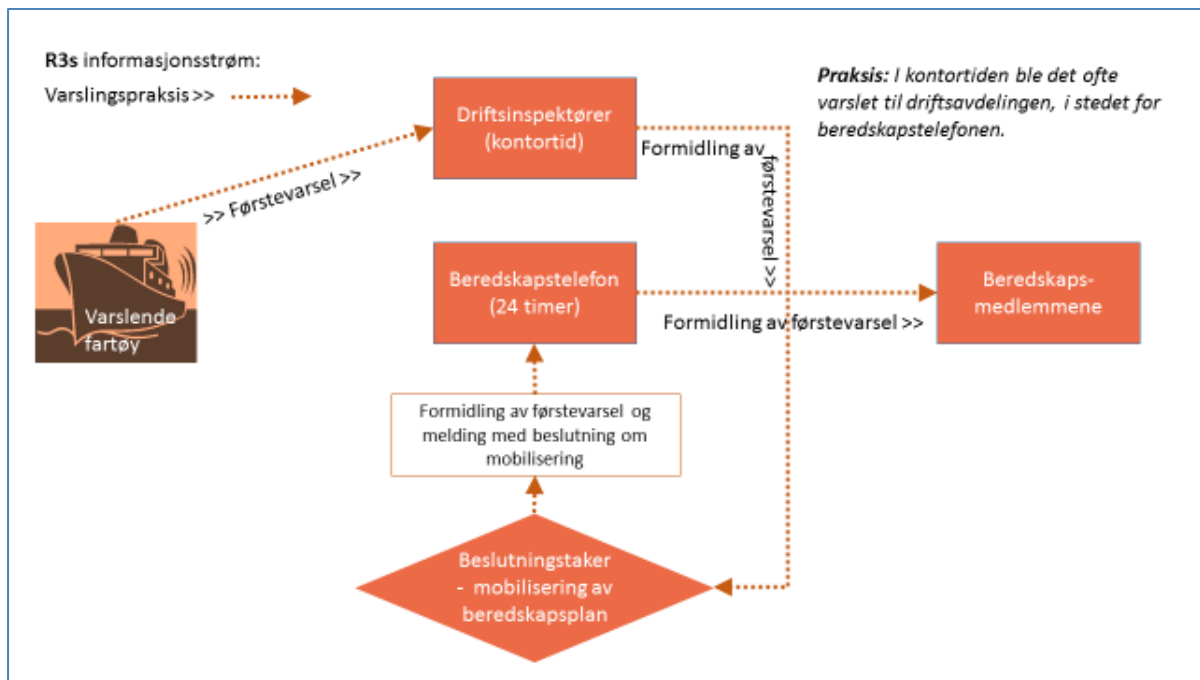 R3s informasjonsstrøm:
Varslingspraksis >>
Praksis: I kontortiden ble det ofte
varslet til driftsavdelingen, i stedet for
beredskapstelefonen.
Driftsinspektører
(kontortid)
Formidling av
førstevarsel >>
>> Førstevarsel >>
Varslende
fartøy
Beredskapstelefon
(24 timer)
Formidling av førstevarsel >>
Beredskaps-
medlemmene
Formidling av førstevarsel og
melding med beslutning om
mobilisering
Beslutningstaker
- mobilisering av
beredskapsplan